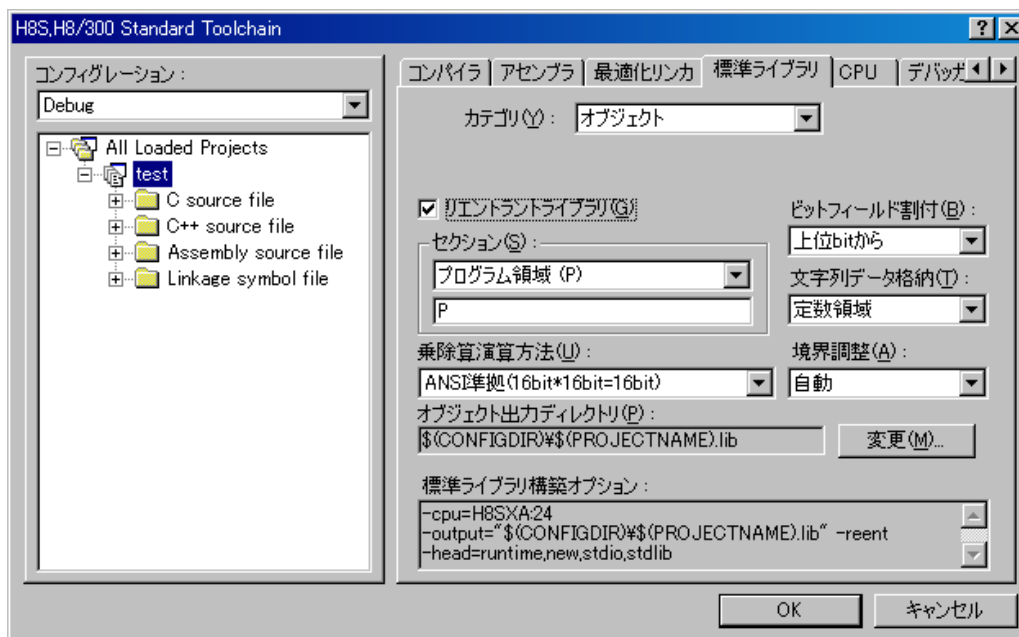 H8S,H8/300 Standard Toolchain
コンフィグレーション :
Debug
All Loaded Projects
test
C source file
C++ source file
Assembly source file
Linkage symbol file
コンパイラ アセンブラ 最適化リンカ 標準ライブラリ CPU デバッガ
カテゴリ(Y) : オブジェクト
リエントラントライブラリ(G)
セクション(S) :
プログラム領域 (P)
P
ビットフィールド割付(B) :
上位bitから
文字列データ格納(T) :
定数領域
乗除算演算方法(U) :
ANSI準拠(16bit*16bit=16bit)
境界調整(A) :
自動
オブジェクト出力ディレクトリ(P) :
$(CONFIGDIR)¥$(PROJECTNAME).lib
変更(M)...
標準ライブラリ構築オプション :
-cpu=H8SXA:24
-output="$(CONFIGDIR)¥$(PROJECTNAME).lib" -reent
-head=runtime,new,stdio,stdlib
OK キャンセル